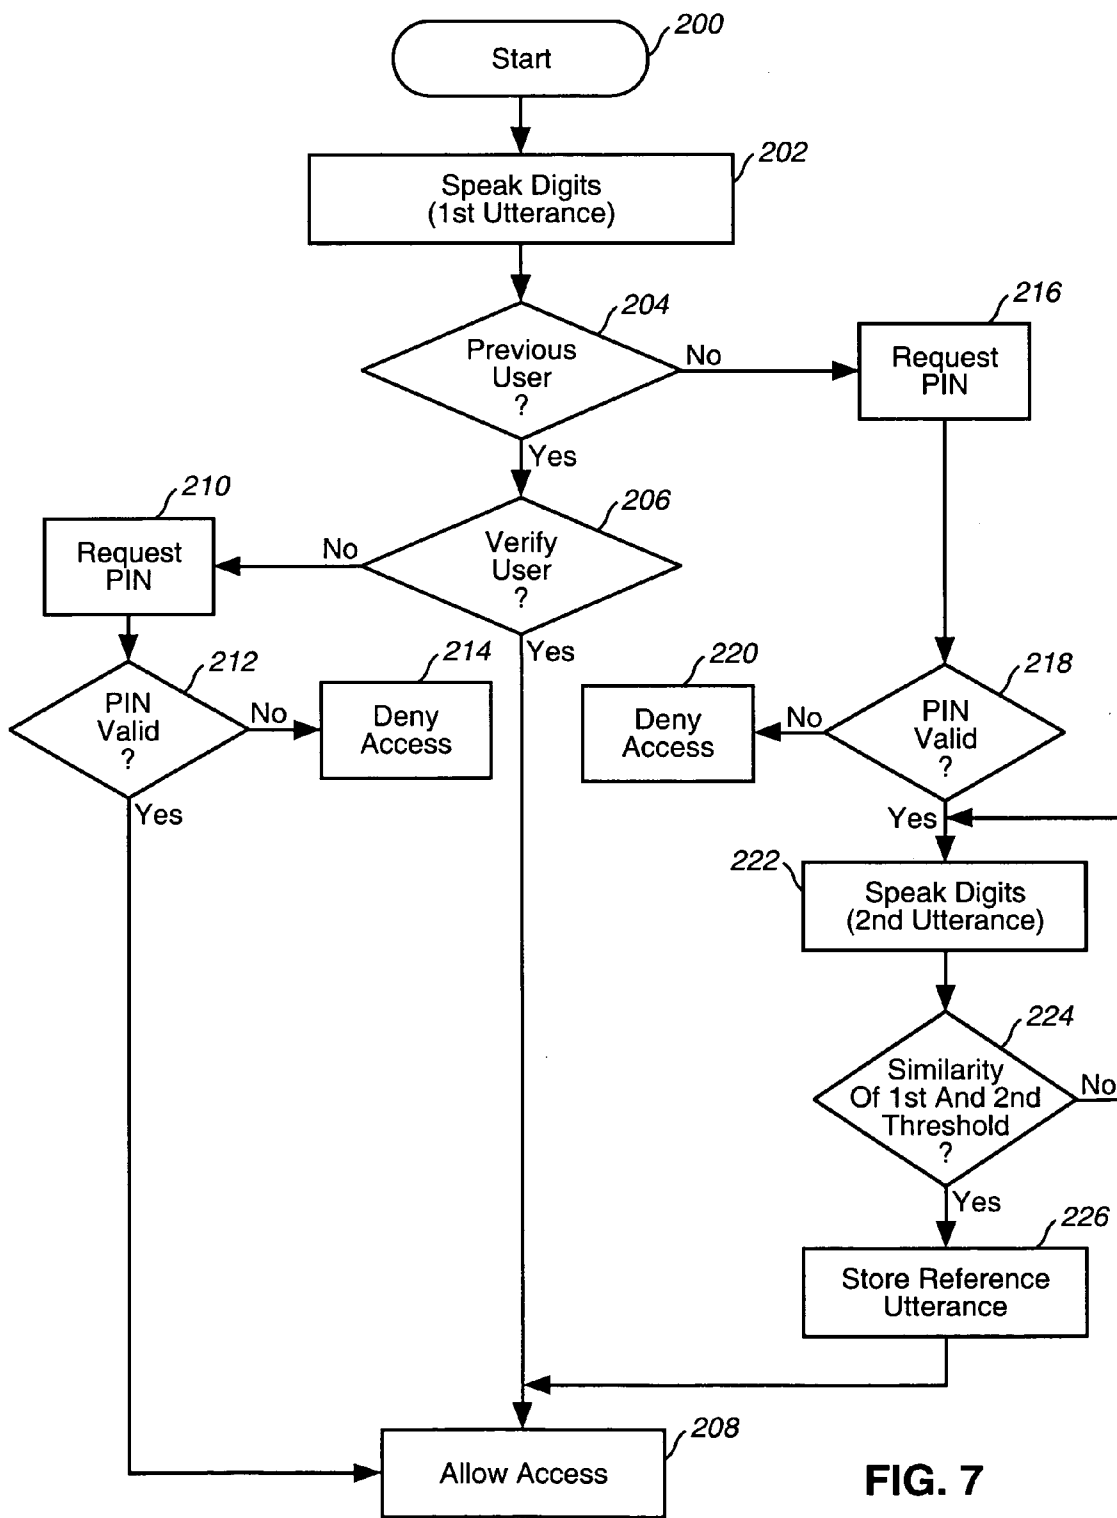 200
Start
202
Speak Digits
(1st Utterance)
204
Previous
User
?
No
Yes
216
Request
PIN
206
Verify
User
?
No
Yes
210
Request
PIN
212
PIN
Valid
?
No
Yes
214
Deny
Access
220
Deny
Access
218
PIN
Valid
?
No
Yes
222
Speak Digits
(2nd Utterance)
224
Similarity
Of 1st And 2nd
Threshold
?
No
Yes
226
Store Reference
Utterance
208
Allow Access
FIG. 7